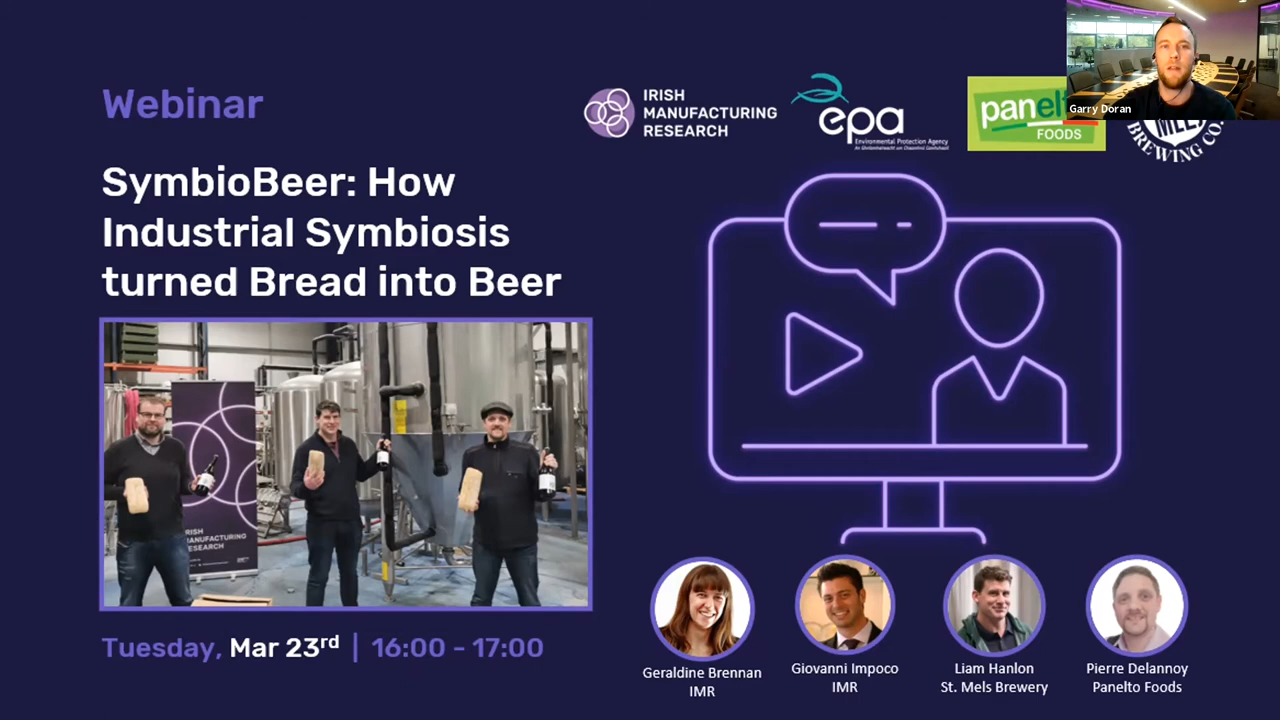 Webinar
IRISH
MANUFACTURING
RESEARCH
epa
Environmental Protection Agency
FOODS
BREWING CO.
Garry Doran
SymbioBeer: How
Industrial Symbiosis
turned Bread into Beer
IRISH
MANUFACTURING
RESEARCH
Tuesday, Mar 23rd | 16:00 - 17:00
Geraldine Brennan
IMR
Giovanni Impoco
IMR
Liam Hanlon
St. Mels Brewery
Pierre Delannoy
Panelto Foods